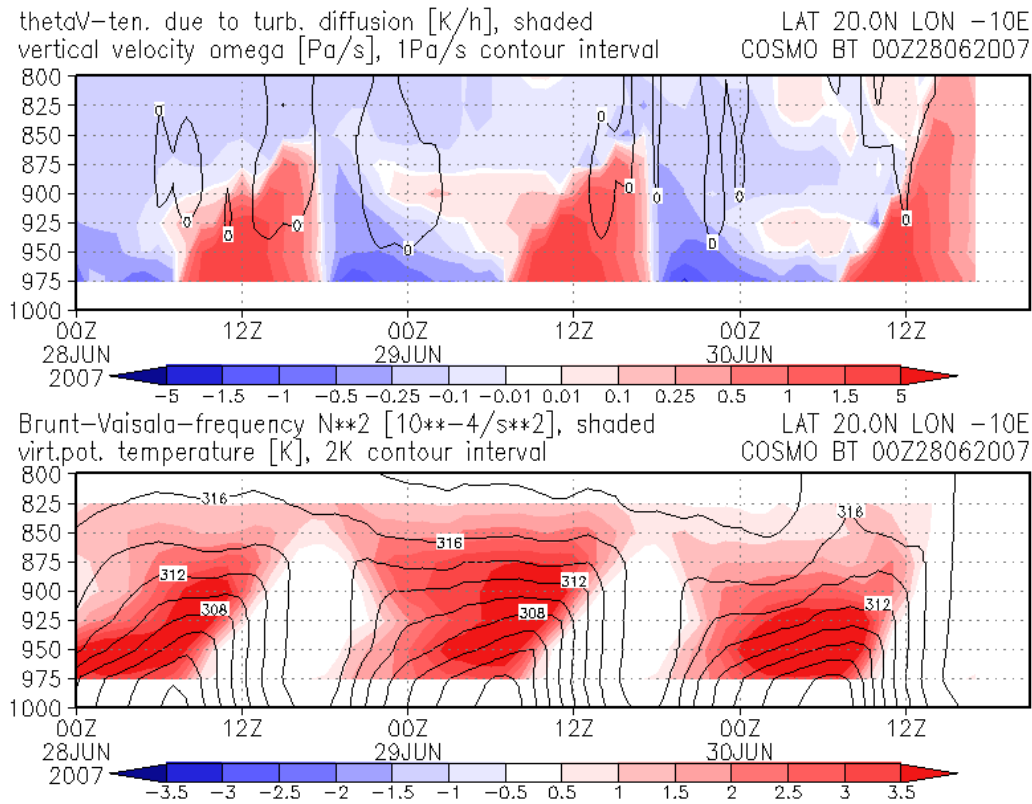 thetaV-ten. due to turb. diffusion [K/h], shaded LAT 20.0N LON -10E
vertical velocity omega [Pa/s], 1Pa/s contour interval COSMO BT 00Z28062007
800
825
850
875
900
925
950
975
1000
0 0 0 0 0 0 0 0 0 0 0 0
00Z 12Z 00Z 12Z 00Z 12Z
28JUN 29JUN 30JUN
2007
-5 -1.5 -1 -0.5 -0.25 -0.1 -0.01 0.01 0.1 0.25 0.5 1 1.5 5
Brunt-Vaisala-frequency N**2 [10**-4/s**2], shaded LAT 20.0N LON -10E
virt.pot. temperature [K], 2K contour interval COSMO BT 00Z28062007
800
825
850
875
900
925
950
975
1000
316 316 316
312 312 312
308 308
00Z 12Z 00Z 12Z 00Z 12Z
28JUN 29JUN 30JUN
2007
-3.5 -3 -2.5 -2 -1.5 -1 -0.5 0.5 1 1.5 2 2.5 3 3.5